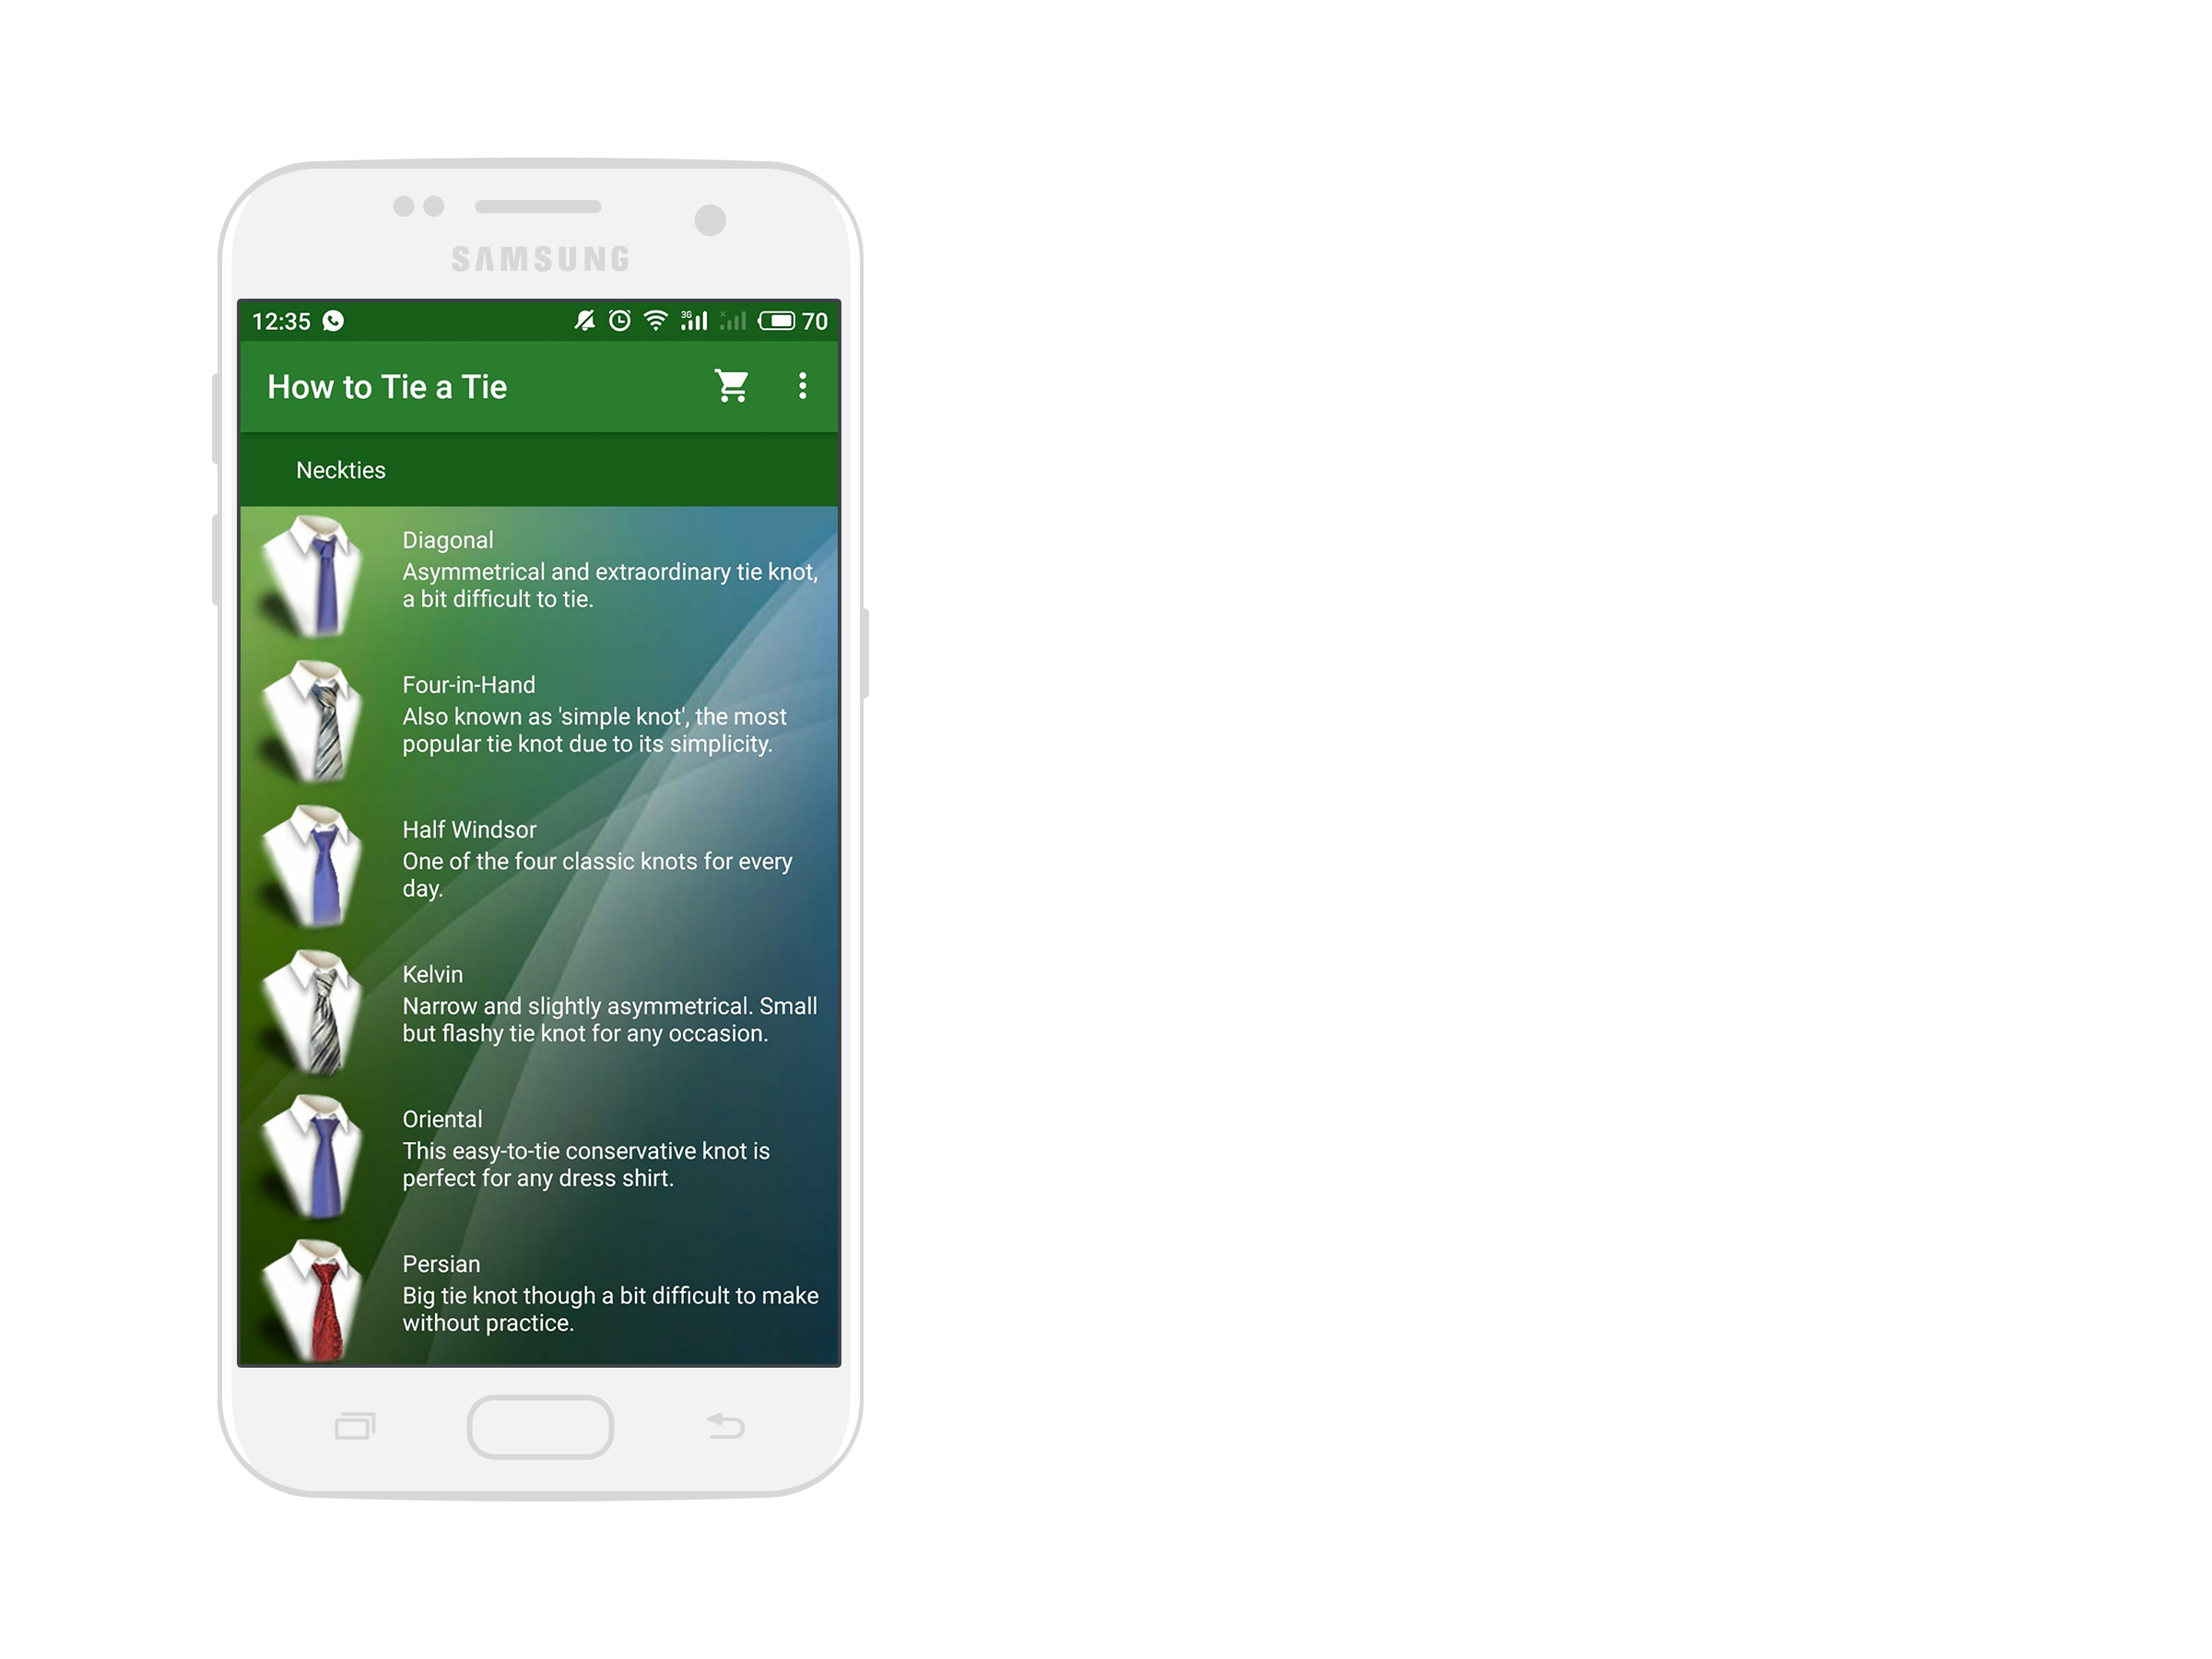 SAMSUNG
12:35
3G
70
How to Tie a Tie
Neckties
Diagonal
Asymmetrical and extraordinary tie knot,
a bit difficult to tie.
Four-in-Hand
Also known as 'simple knot', the most
popular tie knot due to its simplicity.
Half Windsor
One of the four classic knots for every
day.
Kelvin
Narrow and slightly asymmetrical. Small
but flashy tie knot for any occasion.
Oriental
This easy-to-tie conservative knot is
perfect for any dress shirt.
Persian
Big tie knot though a bit difficult to make
without practice.